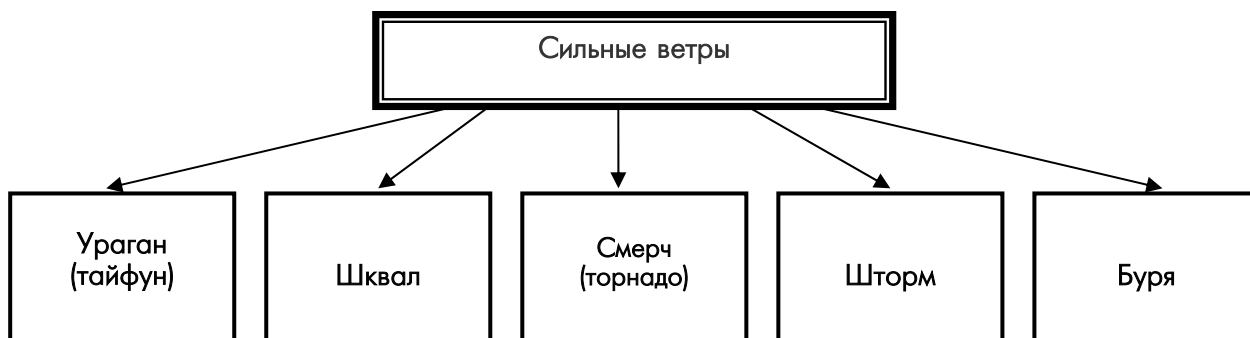 Сильные ветры
Ураган
(тайфун)
Шквал
Смерч
(торнадо)
Шторм
Буря